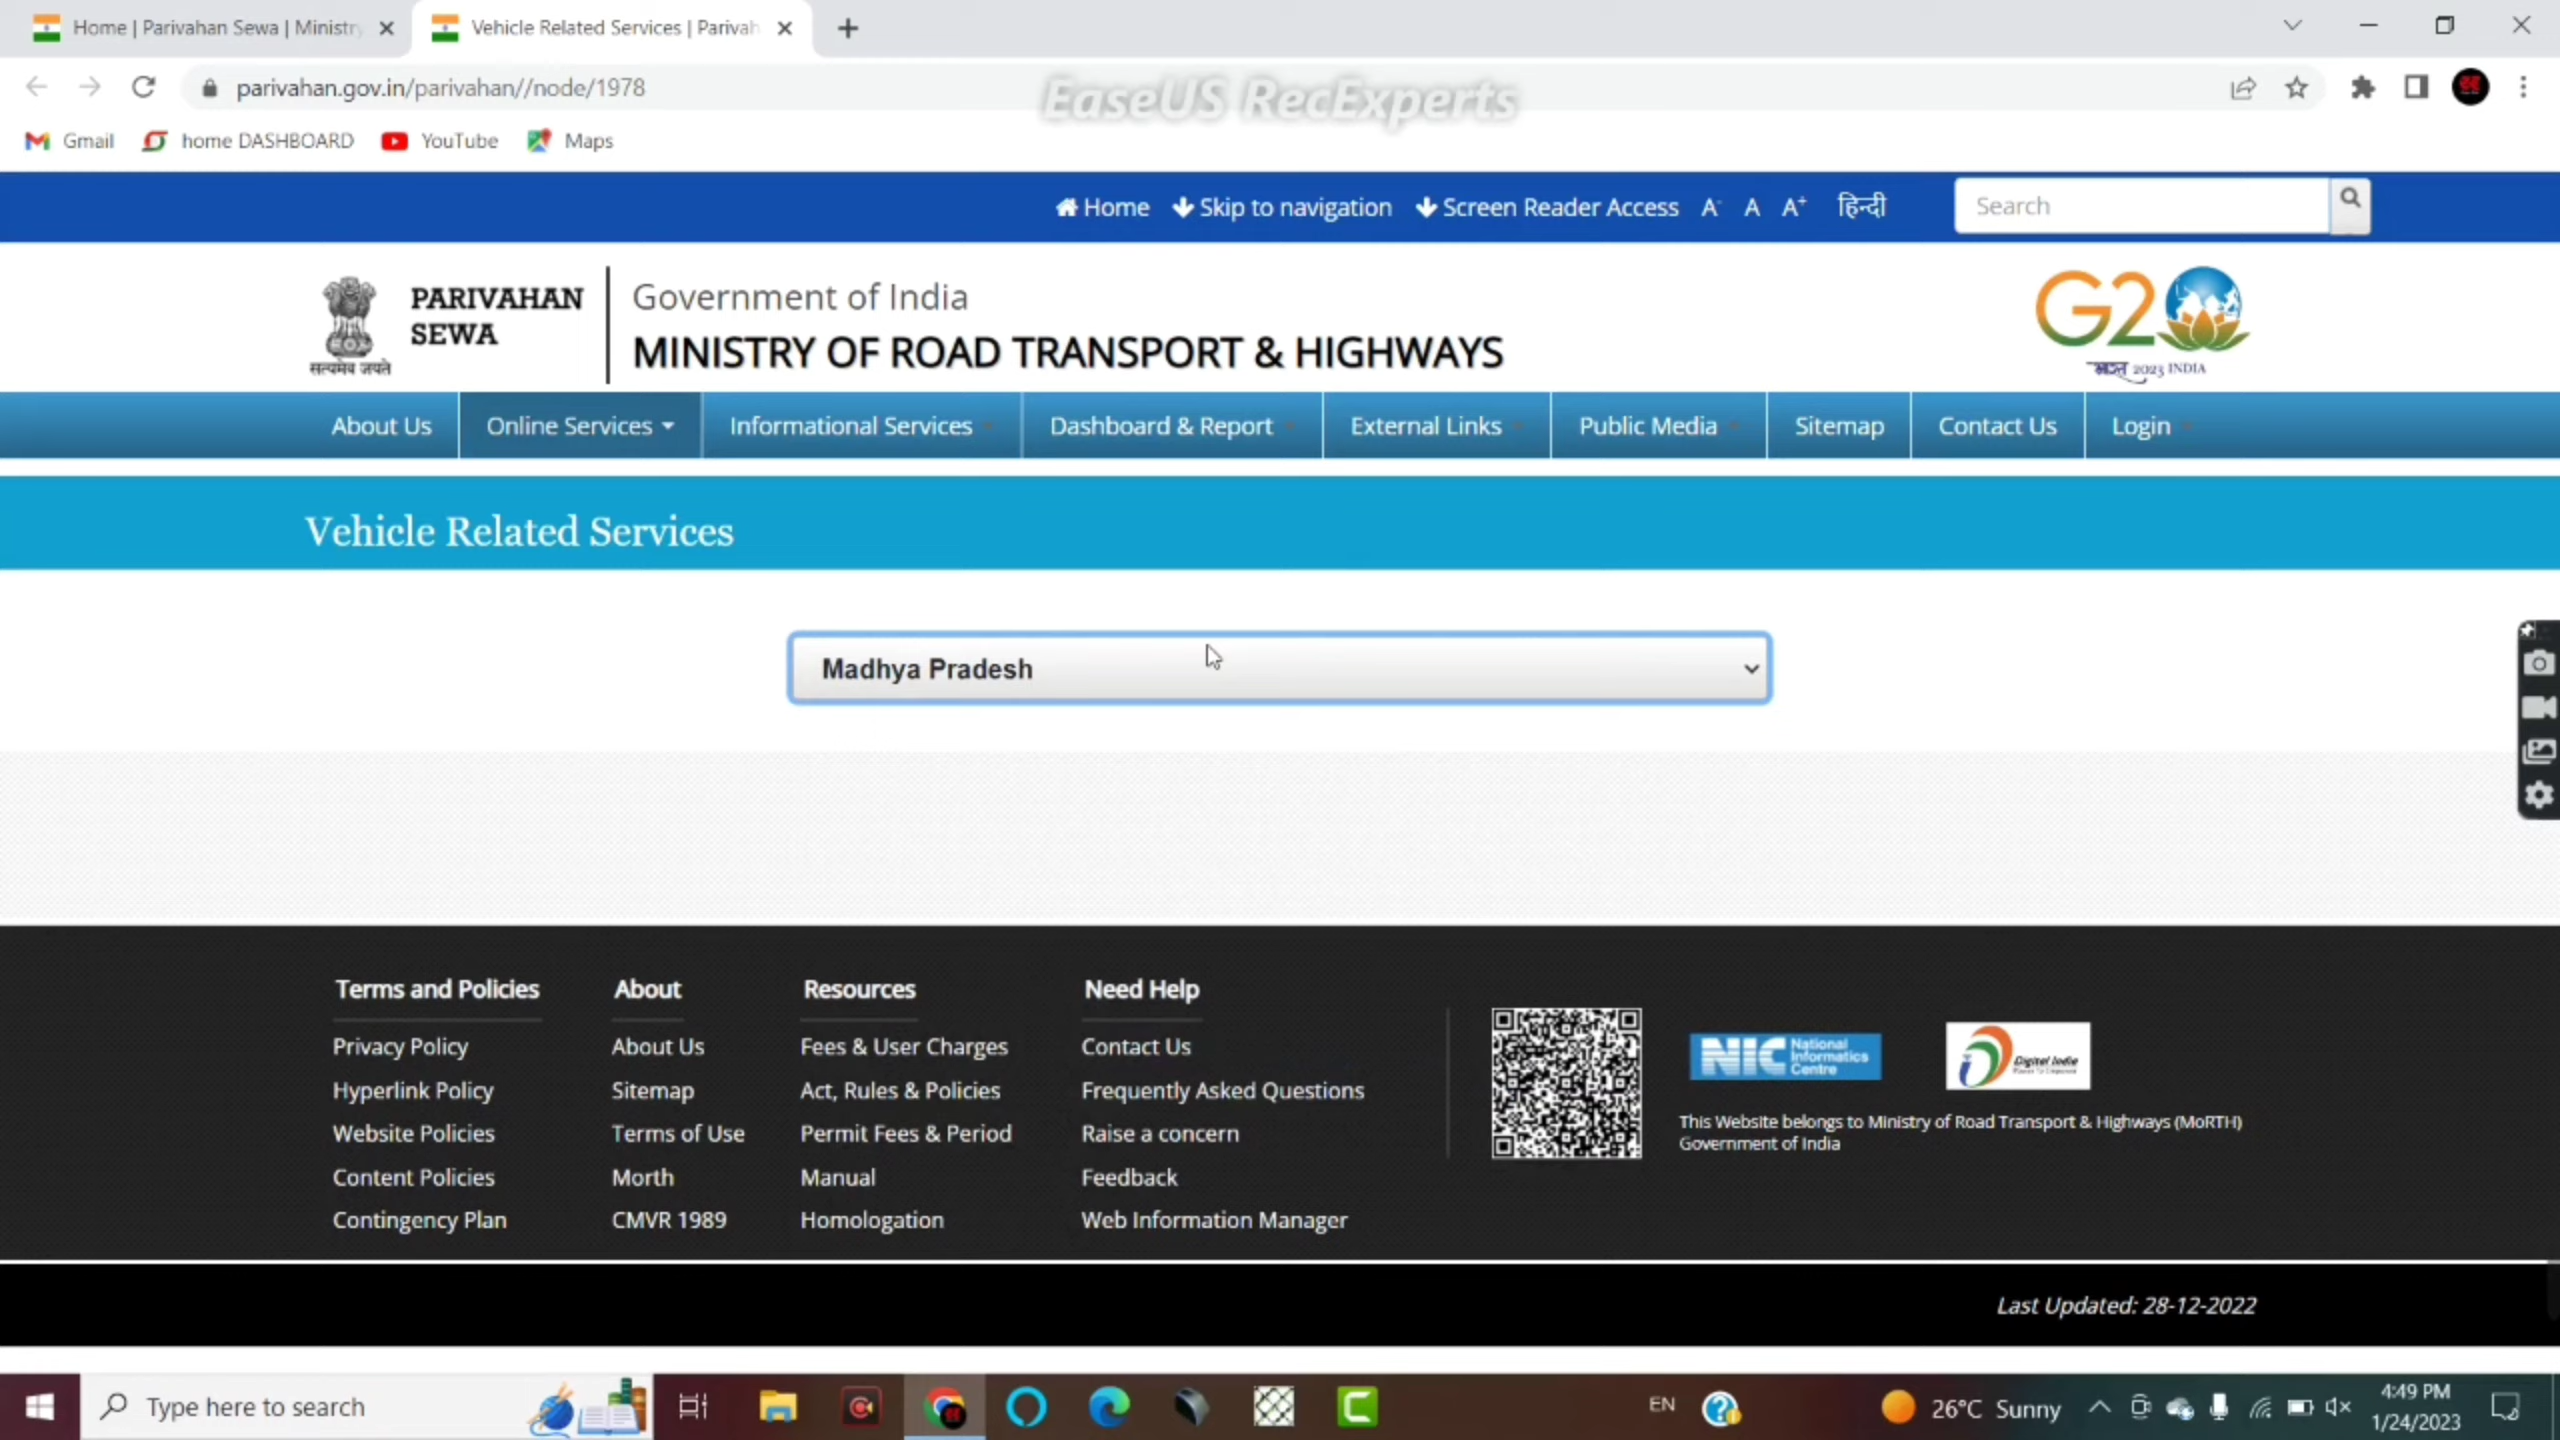 Home | Parivahan Sewa | Ministry
Vehicle Related Services | Parivah
parivahan.gov.in/parivahan//node/1978
EaseUS RecExperts
Gmail
home DASHBOARD
YouTube
Maps
Home
Skip to navigation
Screen Reader Access
A-
A
A+
हिन्दी
Search
PARIVAHAN
SEWA
सत्यमेव जयते
Government of India
MINISTRY OF ROAD TRANSPORT & HIGHWAYS
G20
2023 INDIA
About Us
Online Services
Informational Services
Dashboard & Report
External Links
Public Media
Sitemap
Contact Us
Login
Vehicle Related Services
Madhya Pradesh
Terms and Policies
Privacy Policy
Hyperlink Policy
Website Policies
Content Policies
Contingency Plan
About
About Us
Sitemap
Terms of Use
Morth
CMVR 1989
Resources
Fees & User Charges
Act, Rules & Policies
Permit Fees & Period
Manual
Homologation
Need Help
Contact Us
Frequently Asked Questions
Raise a concern
Feedback
Web Information Manager
NIC National
Informatics
Centre
Digital India
This Website belongs to Ministry of Road Transport & Highways (MoRTH)
Government of India
Last Updated: 28-12-2022
Type here to search
EN
26°C Sunny
4:49 PM
1/24/2023